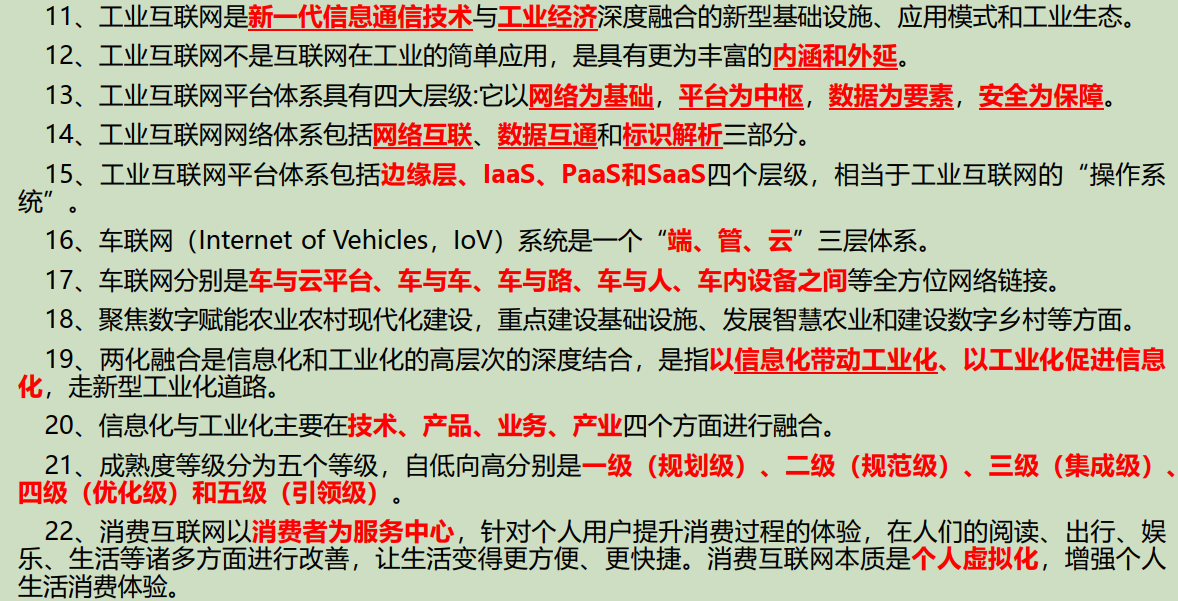 11、工业互联网是新一代信息通信技术与工业经济深度融合的新型基础设施、应用模式和工业生态。
12、工业互联网不是互联网在工业的简单应用，是具有更为丰富的内涵和外延。
13、工业互联网平台体系具有四大层级:它以网络为基础，平台为中枢，数据为要素，安全为保障。
14、工业互联网网络体系包括网络互联、数据互通和标识解析三部分。
15、工业互联网平台体系包括边缘层、IaaS、PaaS和SaaS四个层级，相当于工业互联网的“操作系
统”。
16、车联网（Internet of Vehicles，IoV）系统是一个“端、管、云”三层体系。
17、车联网分别是车与云平台、车与车、车与路、车与人、车内设备之间等全方位网络链接。
18、聚焦数字赋能农业农村现代化建设，重点建设基础设施、发展智慧农业和建设数字乡村等方面。
19、两化融合是信息化和工业化的高层次的深度结合，是指以信息化带动工业化、以工业化促进信息
化，走新型工业化道路。
20、信息化与工业化主要在技术、产品、业务、产业四个方面进行融合。
21、成熟度等级分为五个等级，自低向高分别是一级（规划级）、二级（规范级）、三级（集成级）、
四级（优化级）和五级（引领级）。
22、消费互联网以消费者为服务中心，针对个人用户提升消费过程的体验，在人们的阅读、出行、娱
乐、生活等诸多方面进行改善，让生活变得更方便、更快捷。消费互联网本质是个人虚拟化，增强个人
生活消费体验。